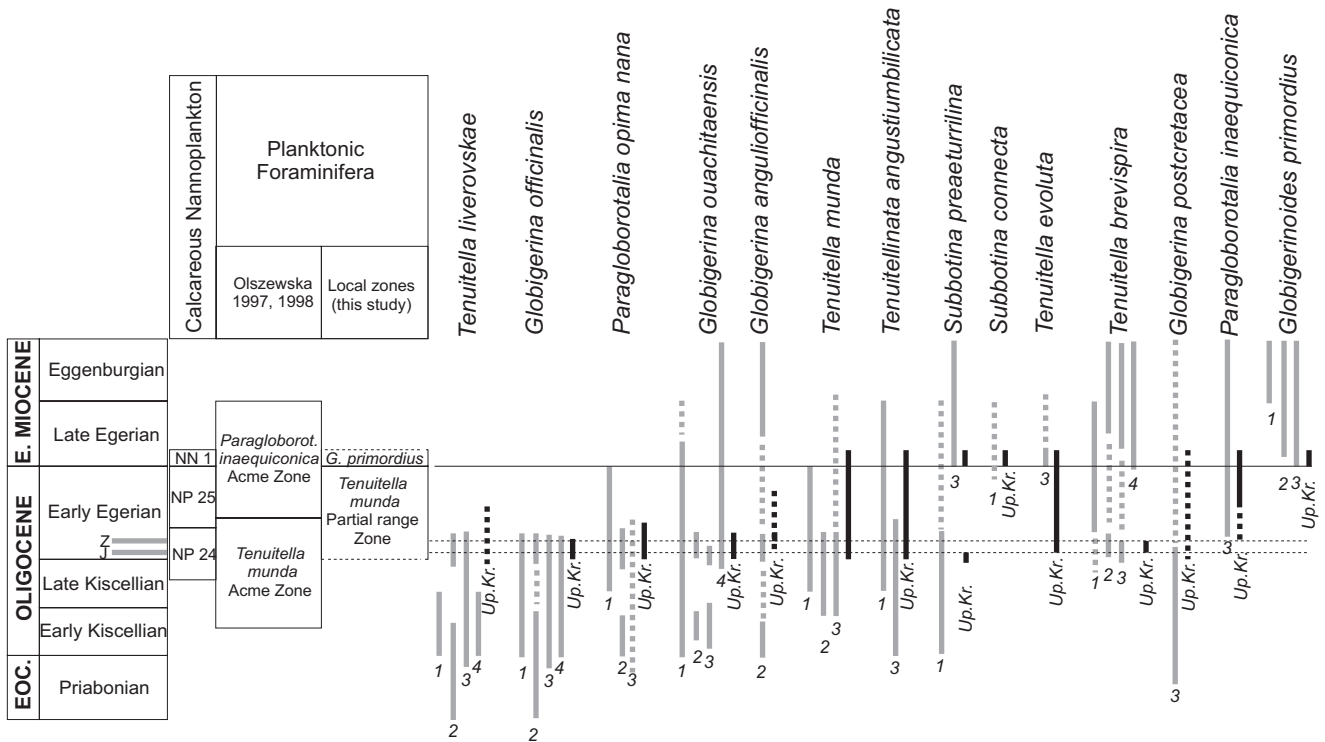 Calcareous Nannoplankton
Planktonic
Foraminifera
Olszewska
1997, 1998
Local zones
(this study)
Tenuitella liverovskae
Globigerina officinalis
Paragloborotalia opima nana
Globigerina ouachitaensis
Globigerina anguliofficinalis
Tenuitella munda
Tenuitellinata angustiumbilicata
Subbotina preaeturrilina
Subbotina connecta
Tenuitella evoluta
Tenuitella brevispira
Globigerina postcretacea
Paragloborotalia inaequiconica
Globigerinoides primordius
E. MIOCENE
OLIGOCENE
EOC.
Eggenburgian
Late Egerian
Early Egerian
Z
J
Late Kiscellian
Early Kiscellian
Priabonian
NN 1
NP 25
NP 24
Paragloborot.
inaequiconica
Acme Zone
Tenuitella
munda
Acme Zone
G. primordius
Tenuitella
munda
Partial range
Zone
1
2
3
4
Up.Kr.
1
2
3
4
Up.Kr.
1
2
3
Up.Kr.
1
2
3
4
Up.Kr.
2
Up.Kr.
1
2
3
1
3
Up.Kr.
1
3
Up.Kr.
1
Up.Kr.
3
Up.Kr.
1
2
3
4
Up.Kr.
3
Up.Kr.
3
Up.Kr.
1
2
3
Up.Kr.